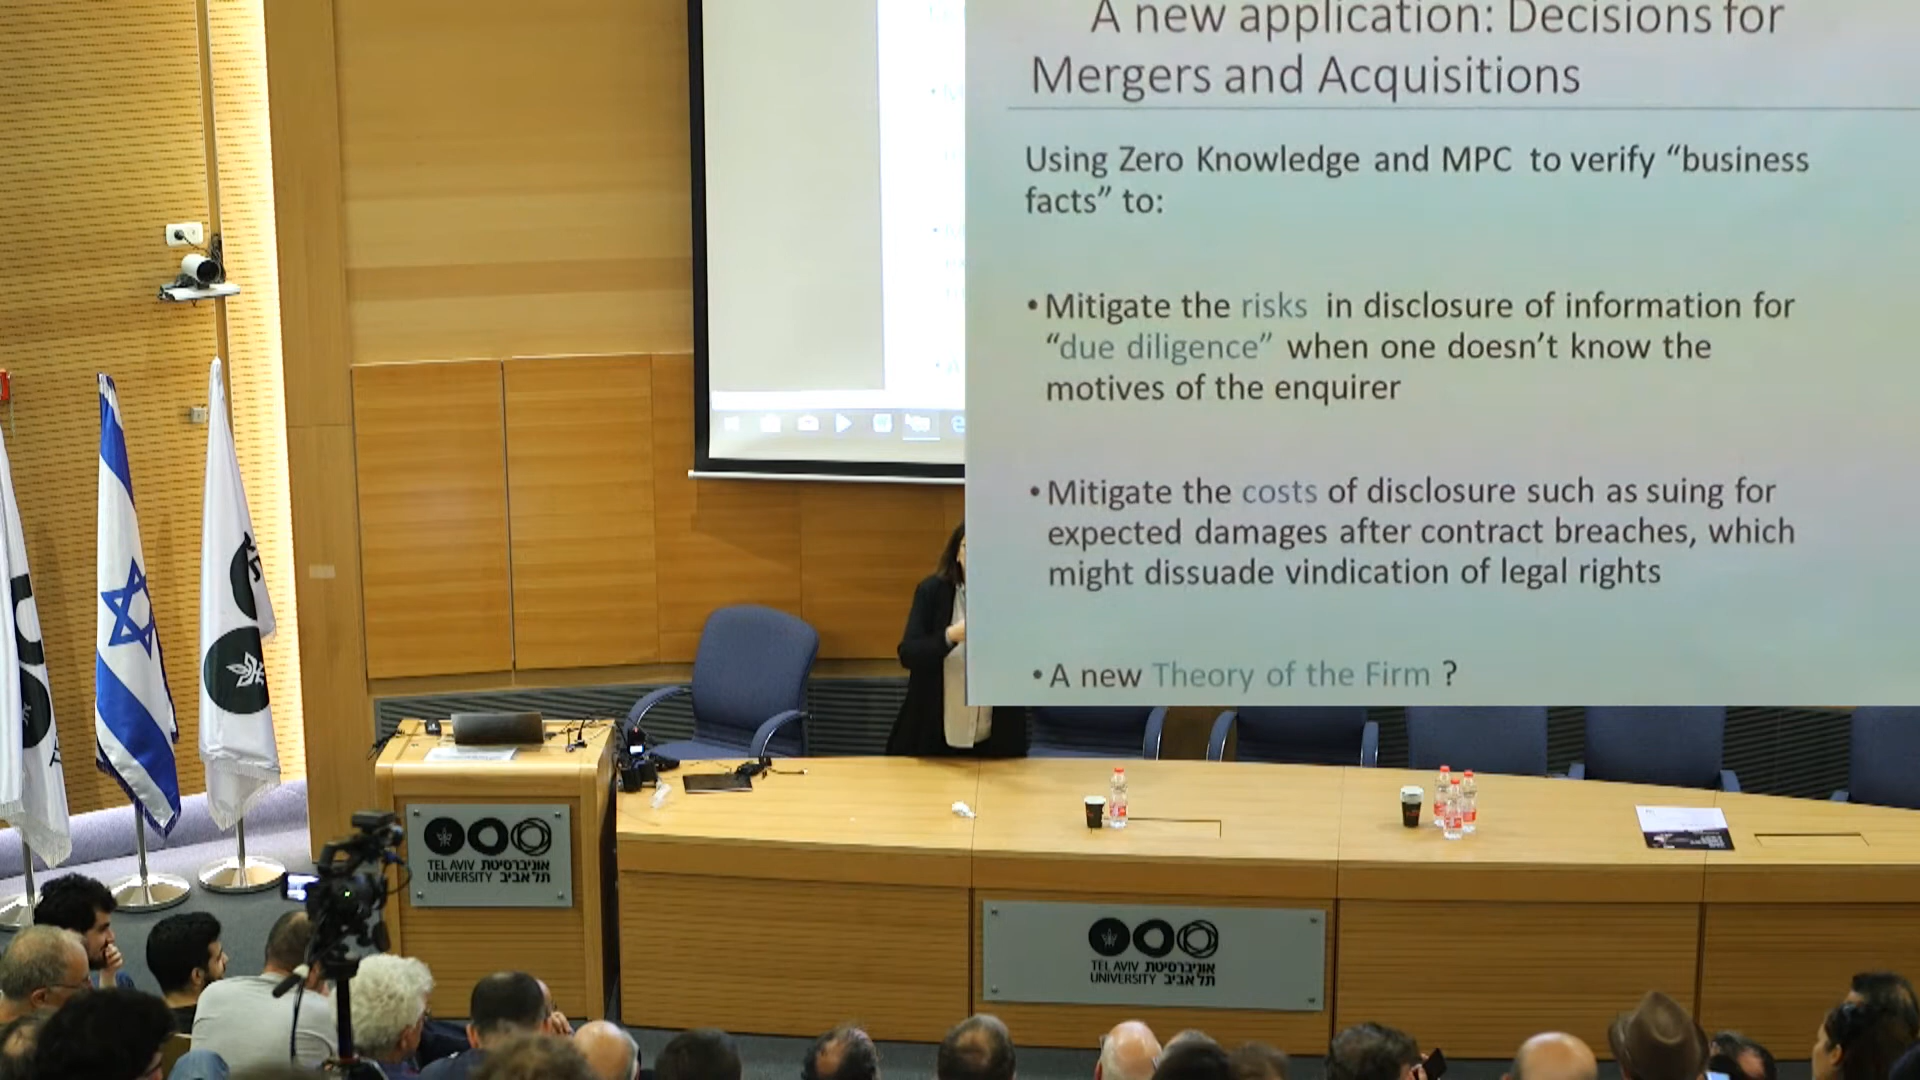 A new application: Decisions for
Mergers and Acquisitions
Using Zero Knowledge and MPC to verify “business
facts” to:
• Mitigate the risks in disclosure of information for
“due diligence” when one doesn’t know the
motives of the enquirer
• Mitigate the costs of disclosure such as suing for
expected damages after contract breaches, which
might dissuade vindication of legal rights
• A new Theory of the Firm ?
TEL AVIV אוניברסיטת
UNIVERSITY תל אביב
TEL AVIV אוניברסיטת
UNIVERSITY תל אביב